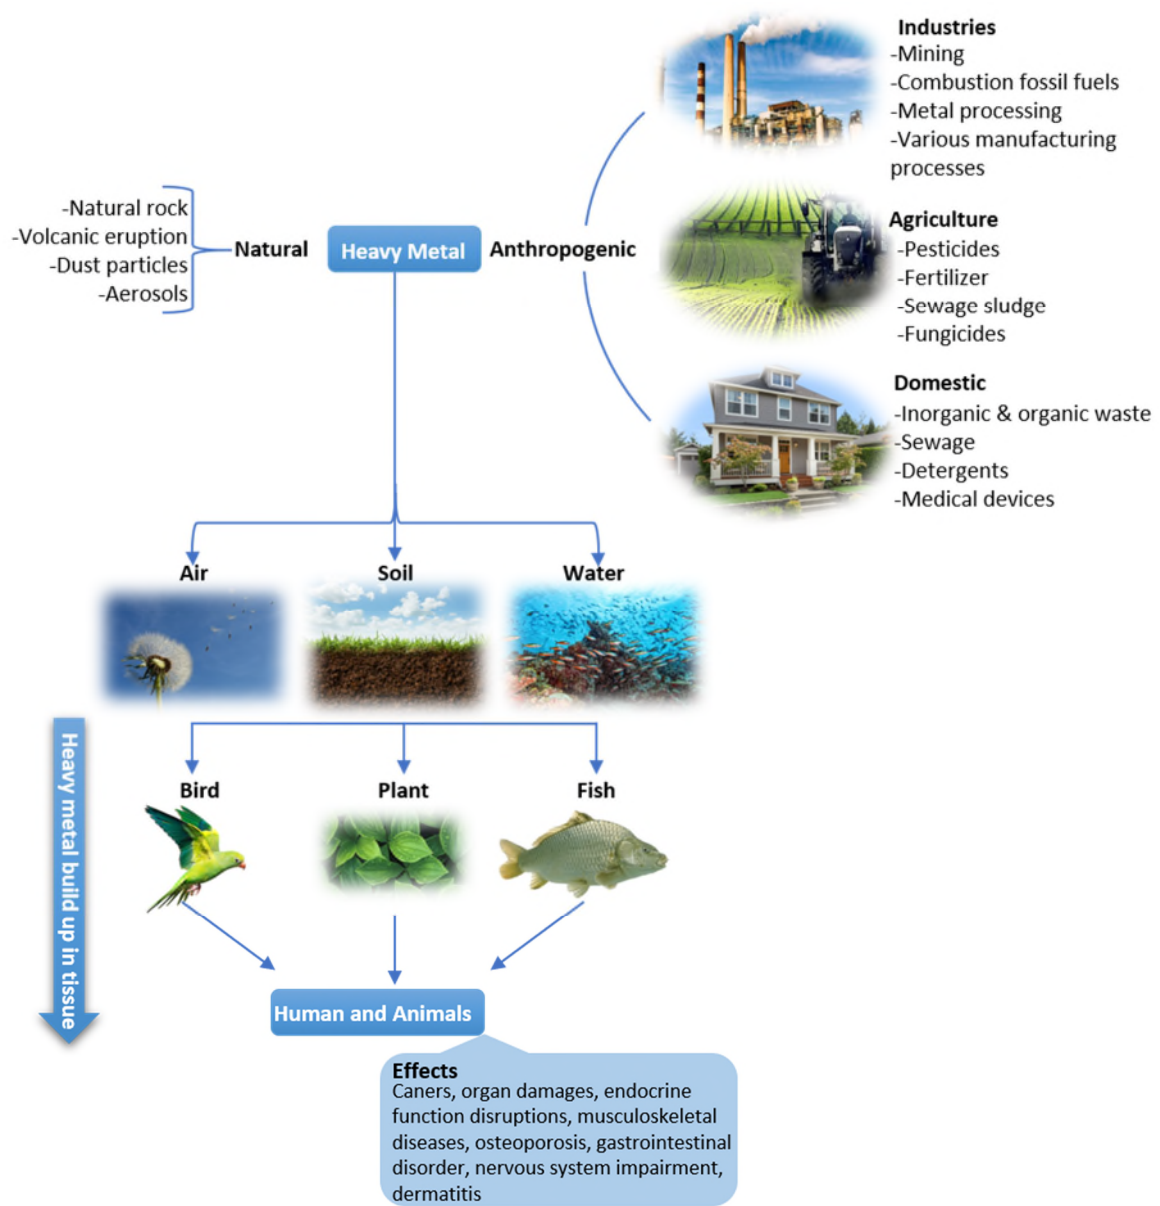 Industries
-Mining
-Combustion fossil fuels
-Metal processing
-Various manufacturing
processes
-Natural rock
-Volcanic eruption
-Dust particles
-Aerosols
Natural
Heavy Metal
Anthropogenic
Agriculture
-Pesticides
-Fertilizer
-Sewage sludge
-Fungicides
Domestic
-Inorganic & organic waste
-Sewage
-Detergents
-Medical devices
Air
Soil
Water
Heavy metal build up in tissue
Bird
Plant
Fish
Human and Animals
Effects
Caners, organ damages, endocrine
function disruptions, musculoskeletal
diseases, osteoporosis, gastrointestinal
disorder, nervous system impairment,
dermatitis